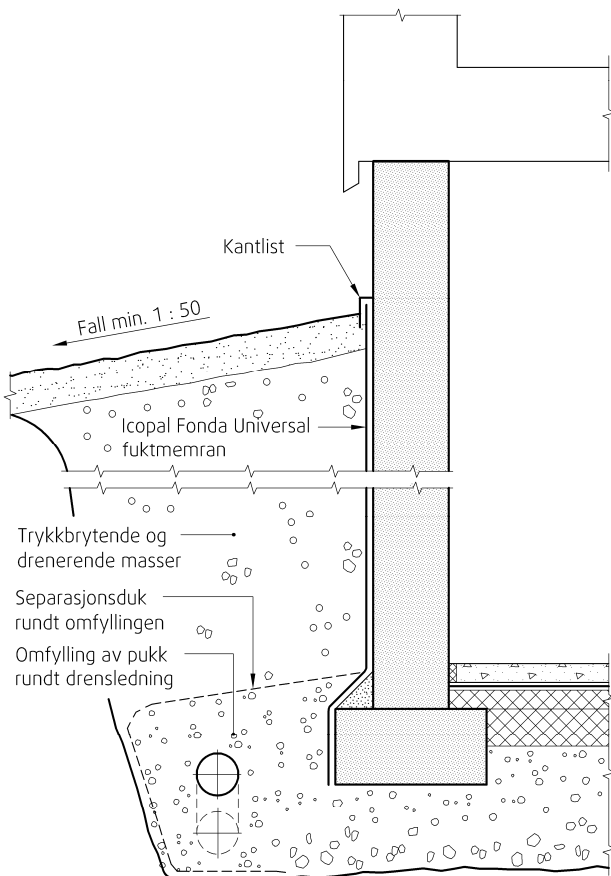 Kantlist
Fall min. 1 : 50
Icopal Fonda Universal
fuktmemran
Trykkbrytende og
drenerende masser
Separasjonsduk
rundt omfyllingen
Omfylling av pukk
rundt drensledning